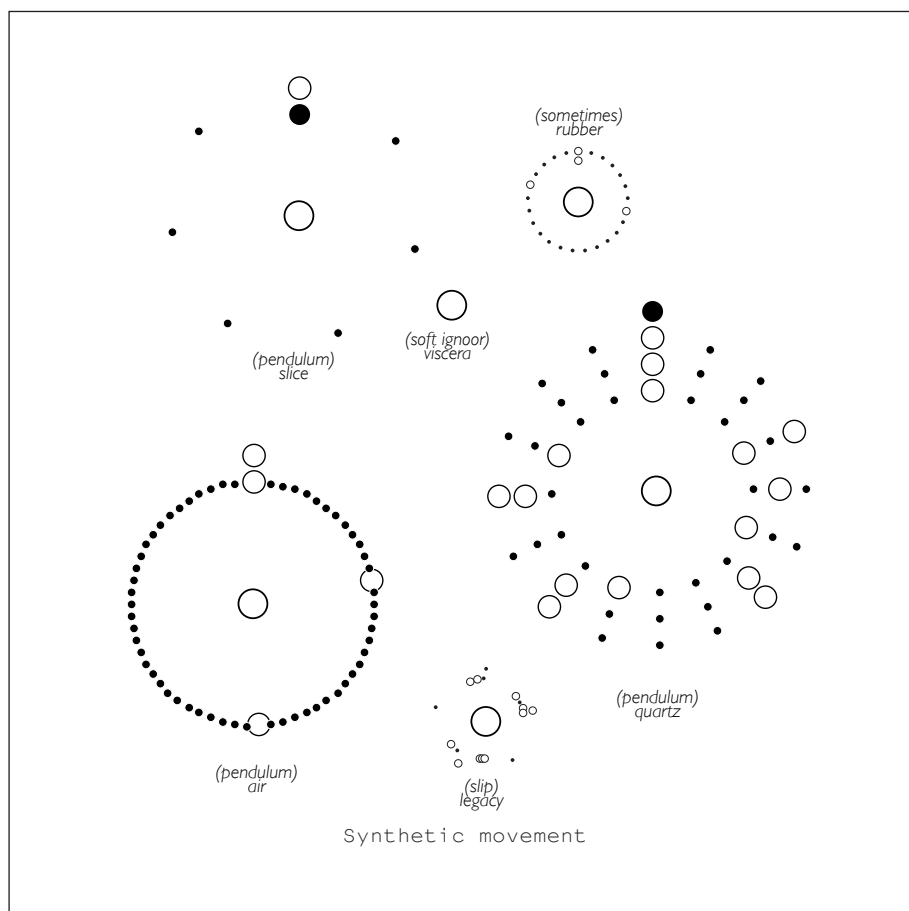 (sometimes)
rubber
(soft ignoor)
viscera
(pendulum)
slice
(pendulum)
quartz
(pendulum)
air
(slip)
legacy
Synthetic movement